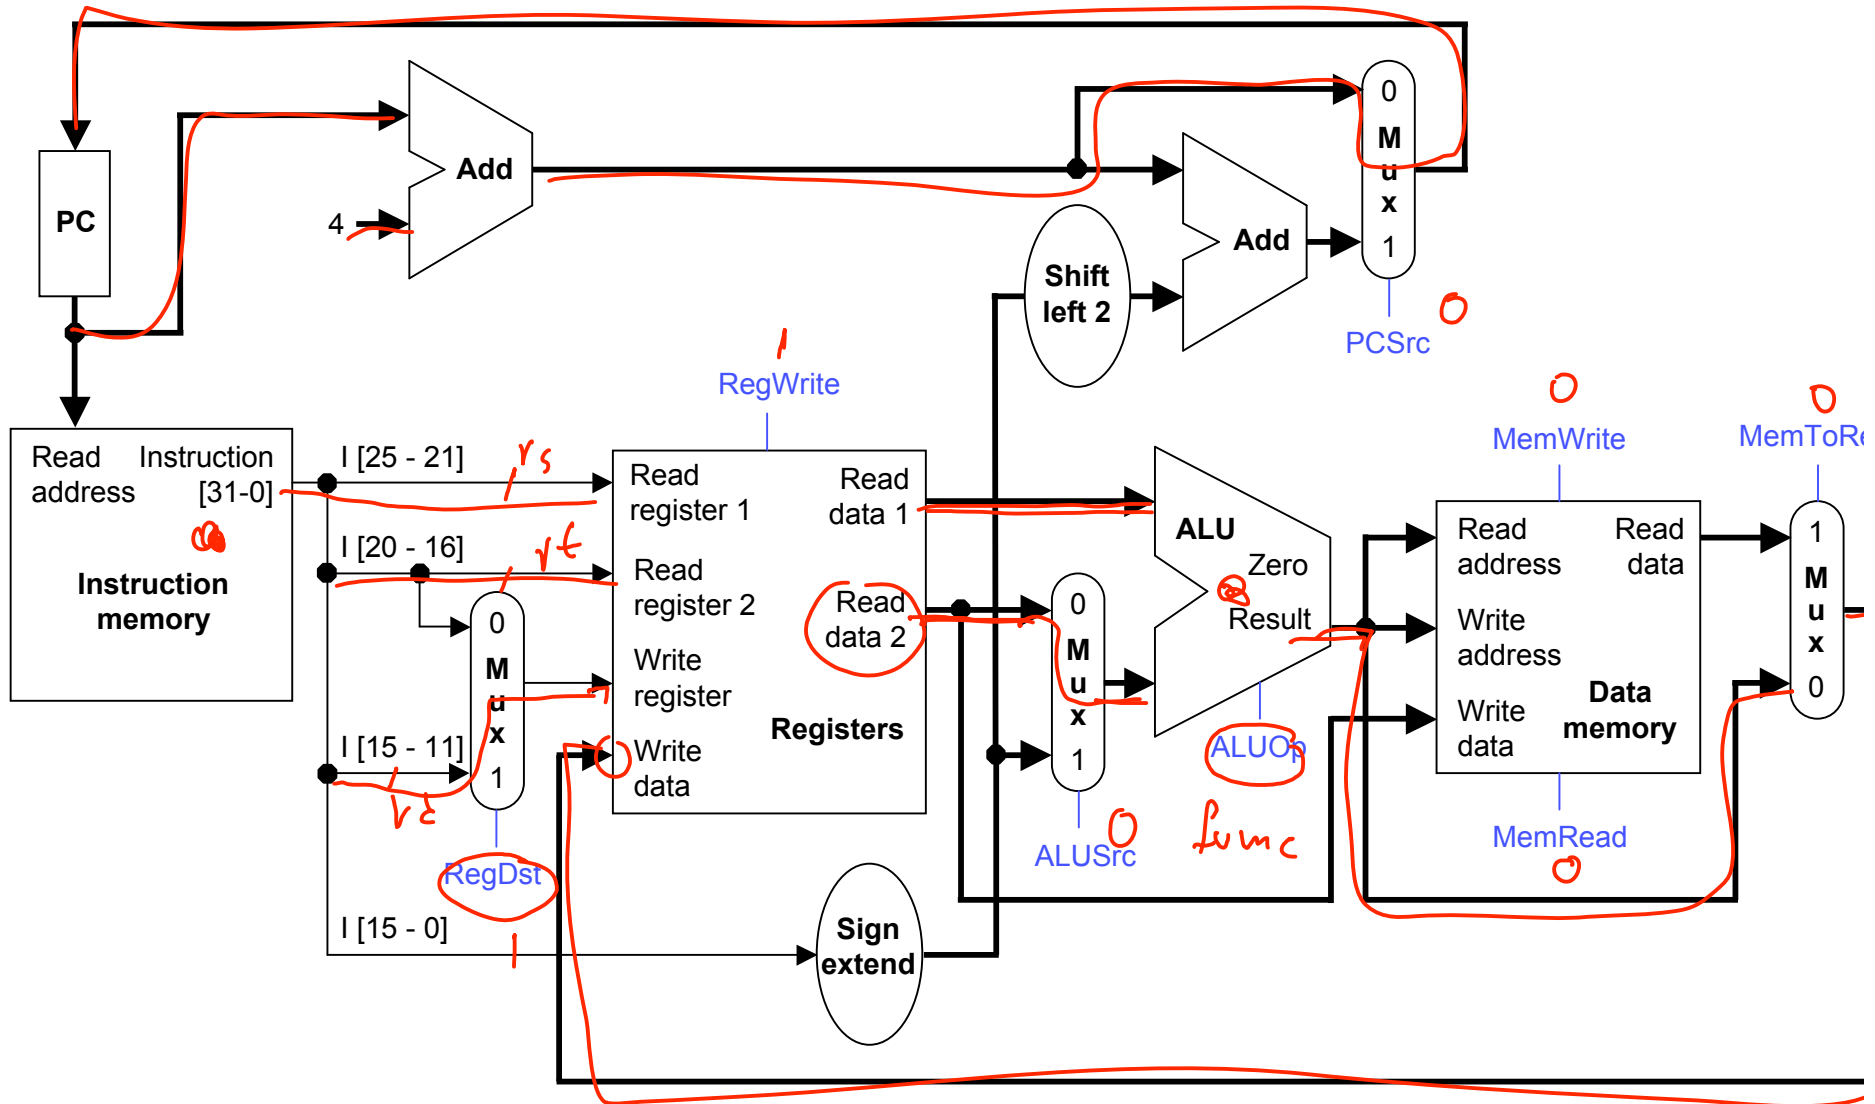 0
M
u
x
1
Add
PC
4
Add
Shift
left 2
PCSrc
0
1
RegWrite
0
MemWrite
0
MemToRe
Read
address
Instruction
[31-0]
Instruction
memory
I [25 - 21]
rs
I [20 - 16]
rt
0
M
u
x
1
I [15 - 11]
rd
RegDst
1
I [15 - 0]
Read
register 1
Read
data 1
Read
register 2
Read
data 2
Write
register
Registers
Write
data
Sign
extend
0
M
u
x
1
ALUSrc
0
ALU
Zero
Result
ALUOp
func
Read
address
Read
data
Write
address
Data
memory
Write
data
MemRead
0
1
M
u
x
0